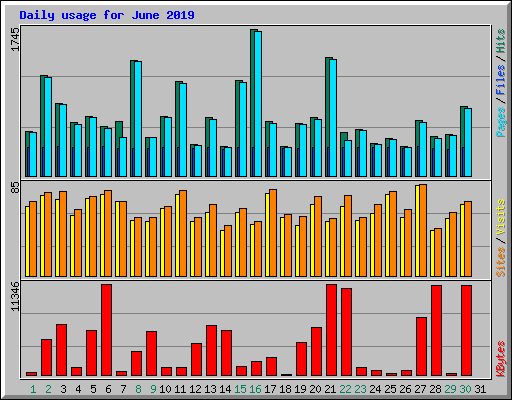 Daily usage for June 2019
1745
Pages / Files / Hits
85
Sites / Visits
11346
KBytes
1 2 3 4 5 6 7 8 9 10 11 12 13 14 15 16 17 18 19 20 21 22 23 24 25 26 27 28 29 30 31